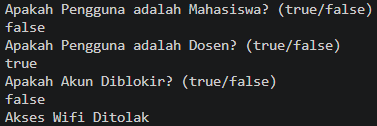 Apakah Pengguna adalah Mahasiswa? (true/false)
false
Apakah Pengguna adalah Dosen? (true/false)
true
Apakah Akun Diblokir? (true/false)
false
Akses Wifi Ditolak